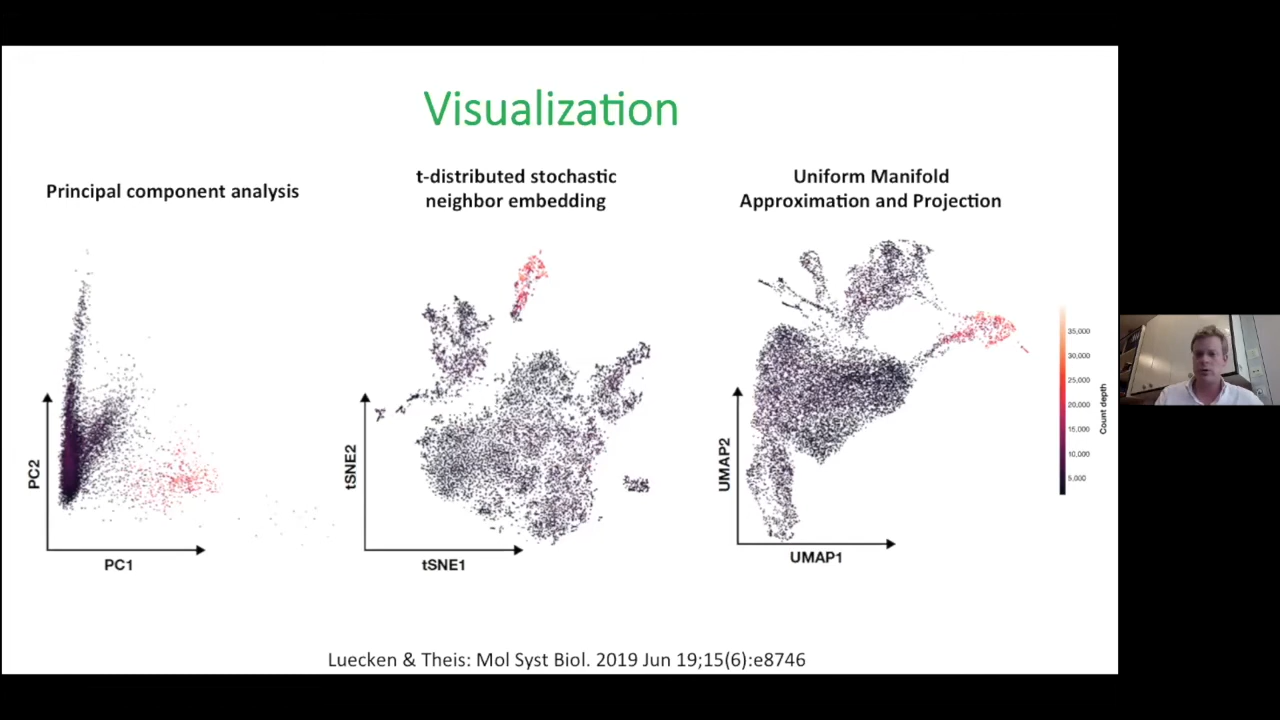 Visualization
Principal component analysis
t-distributed stochastic
neighbor embedding
Uniform Manifold
Approximation and Projection
PC2
PC1
tSNE2
tSNE1
UMAP2
UMAP1
35,000
30,000
25,000
20,000
15,000
10,000
5,000
Count depth
Luecken & Theis: Mol Syst Biol. 2019 Jun 19;15(6):e8746